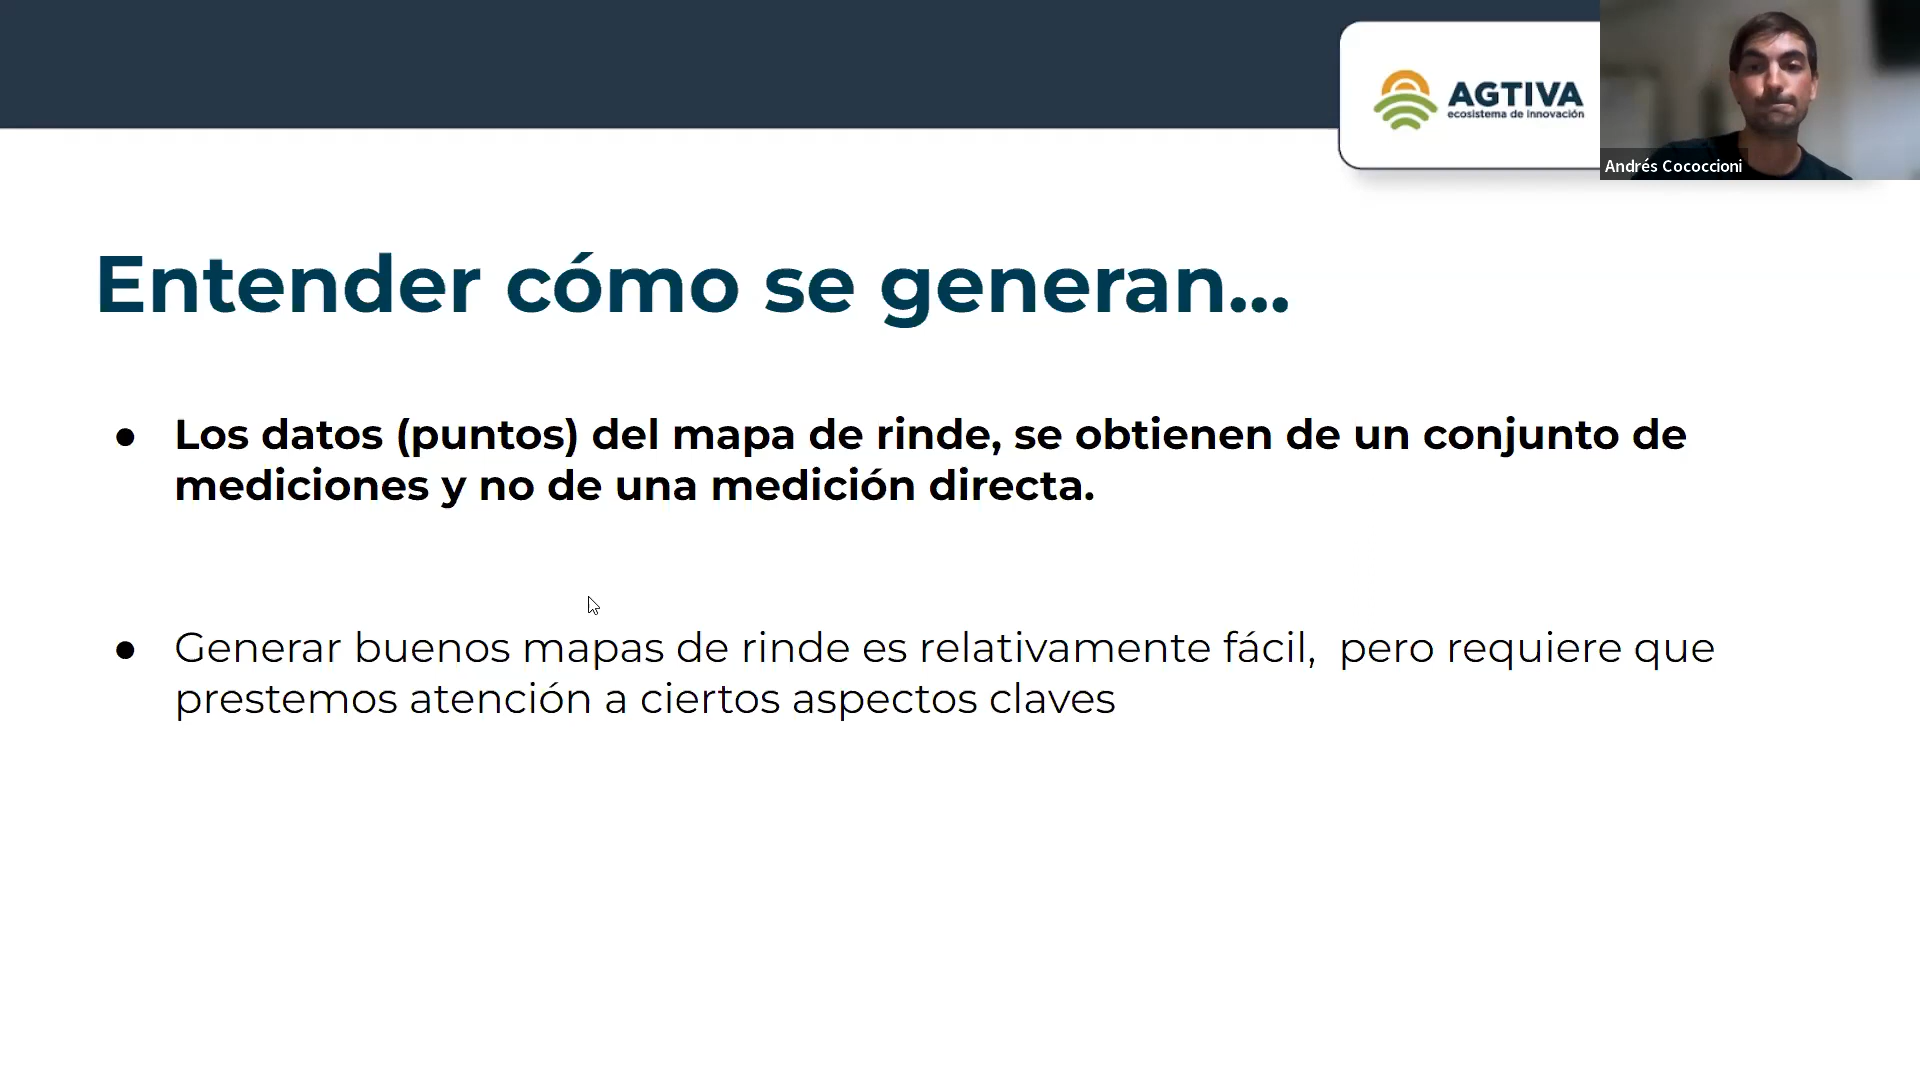 AGTIVA
ecosistema de innovación
Andrés Cococcioni
Entender cómo se generan...
● Los datos (puntos) del mapa de rinde, se obtienen de un conjunto de
mediciones y no de una medición directa.
● Generar buenos mapas de rinde es relativamente fácil,  pero requiere que
prestemos atención a ciertos aspectos claves